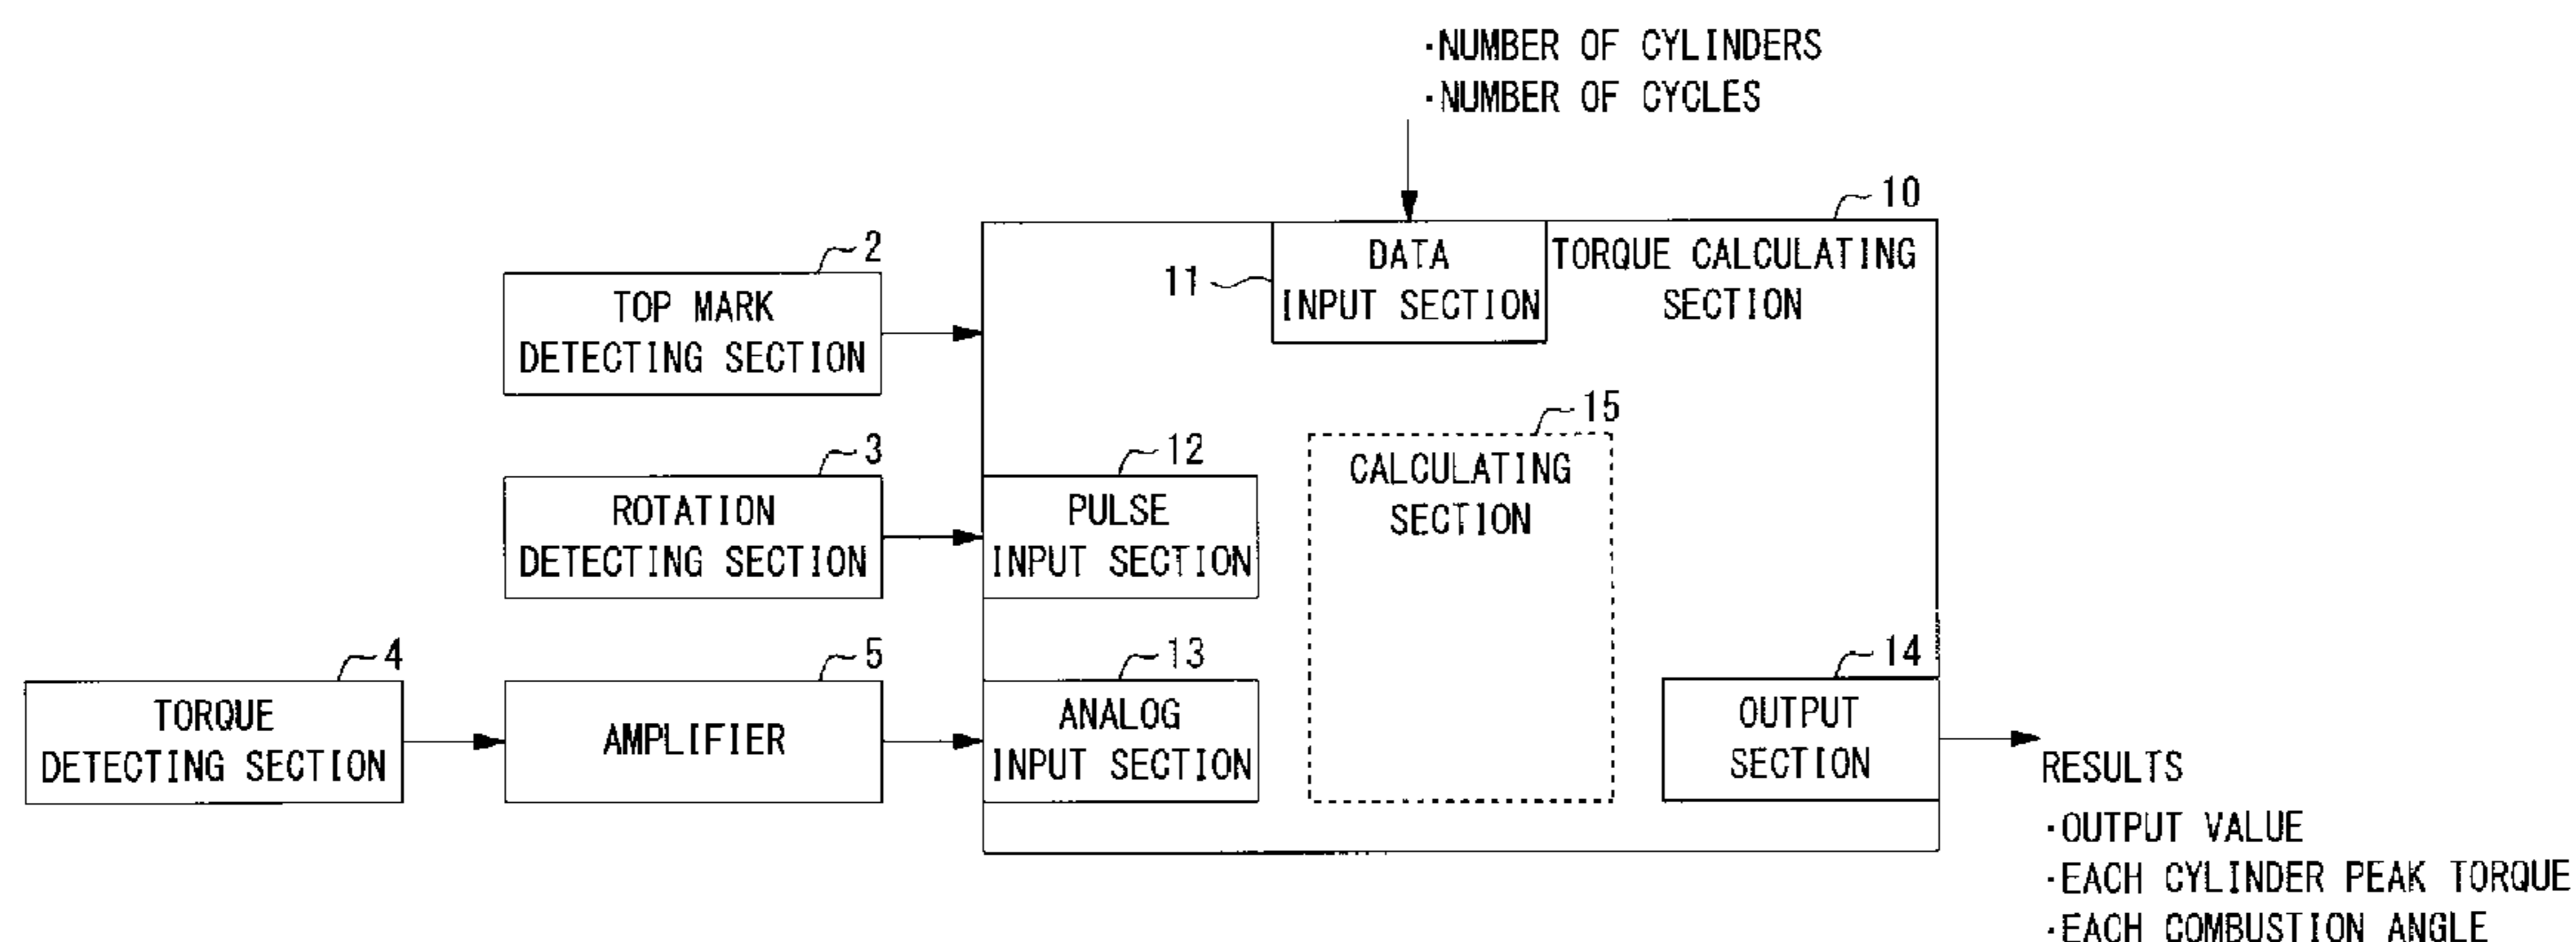 ·NUMBER OF CYLINDERS
·NUMBER OF CYCLES
10
2
DATA
INPUT SECTION
11
TORQUE CALCULATING
SECTION
TOP MARK
DETECTING SECTION
15
3
12
CALCULATING
SECTION
ROTATION
DETECTING SECTION
PULSE
INPUT SECTION
4
5
13
14
TORQUE
DETECTING SECTION
AMPLIFIER
ANALOG
INPUT SECTION
OUTPUT
SECTION
RESULTS
·OUTPUT VALUE
·EACH CYLINDER PEAK TORQUE
·EACH COMBUSTION ANGLE